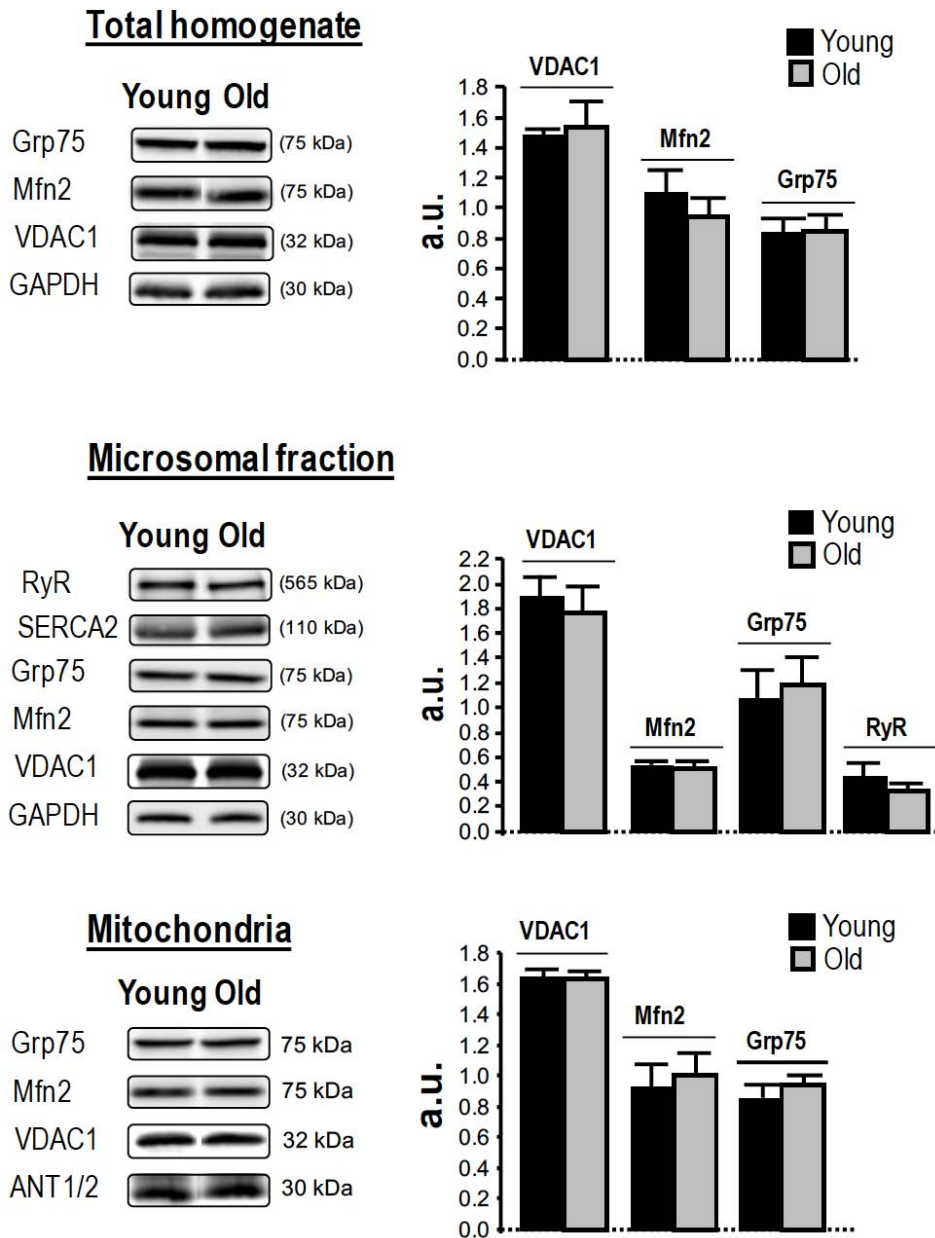 Total homogenate
Young Old
Grp75 (75 kDa)
Mfn2 (75 kDa)
VDAC1 (32 kDa)
GAPDH (30 kDa)
Young
Old
VDAC1
Mfn2
Grp75
a.u.
1.8
1.6
1.4
1.2
1.0
0.8
0.6
0.4
0.2
0.0
Microsomal fraction
Young Old
RyR (565 kDa)
SERCA2 (110 kDa)
Grp75 (75 kDa)
Mfn2 (75 kDa)
VDAC1 (32 kDa)
GAPDH (30 kDa)
Young
Old
VDAC1
Grp75
Mfn2
RyR
a.u.
2.2
2.0
1.8
1.6
1.4
1.2
1.0
0.8
0.6
0.4
0.2
0.0
Mitochondria
Young Old
Grp75 75 kDa
Mfn2 75 kDa
VDAC1 32 kDa
ANT1/2 30 kDa
Young
Old
VDAC1
Mfn2
Grp75
a.u.
1.8
1.6
1.4
1.2
1.0
0.8
0.6
0.4
0.2
0.0